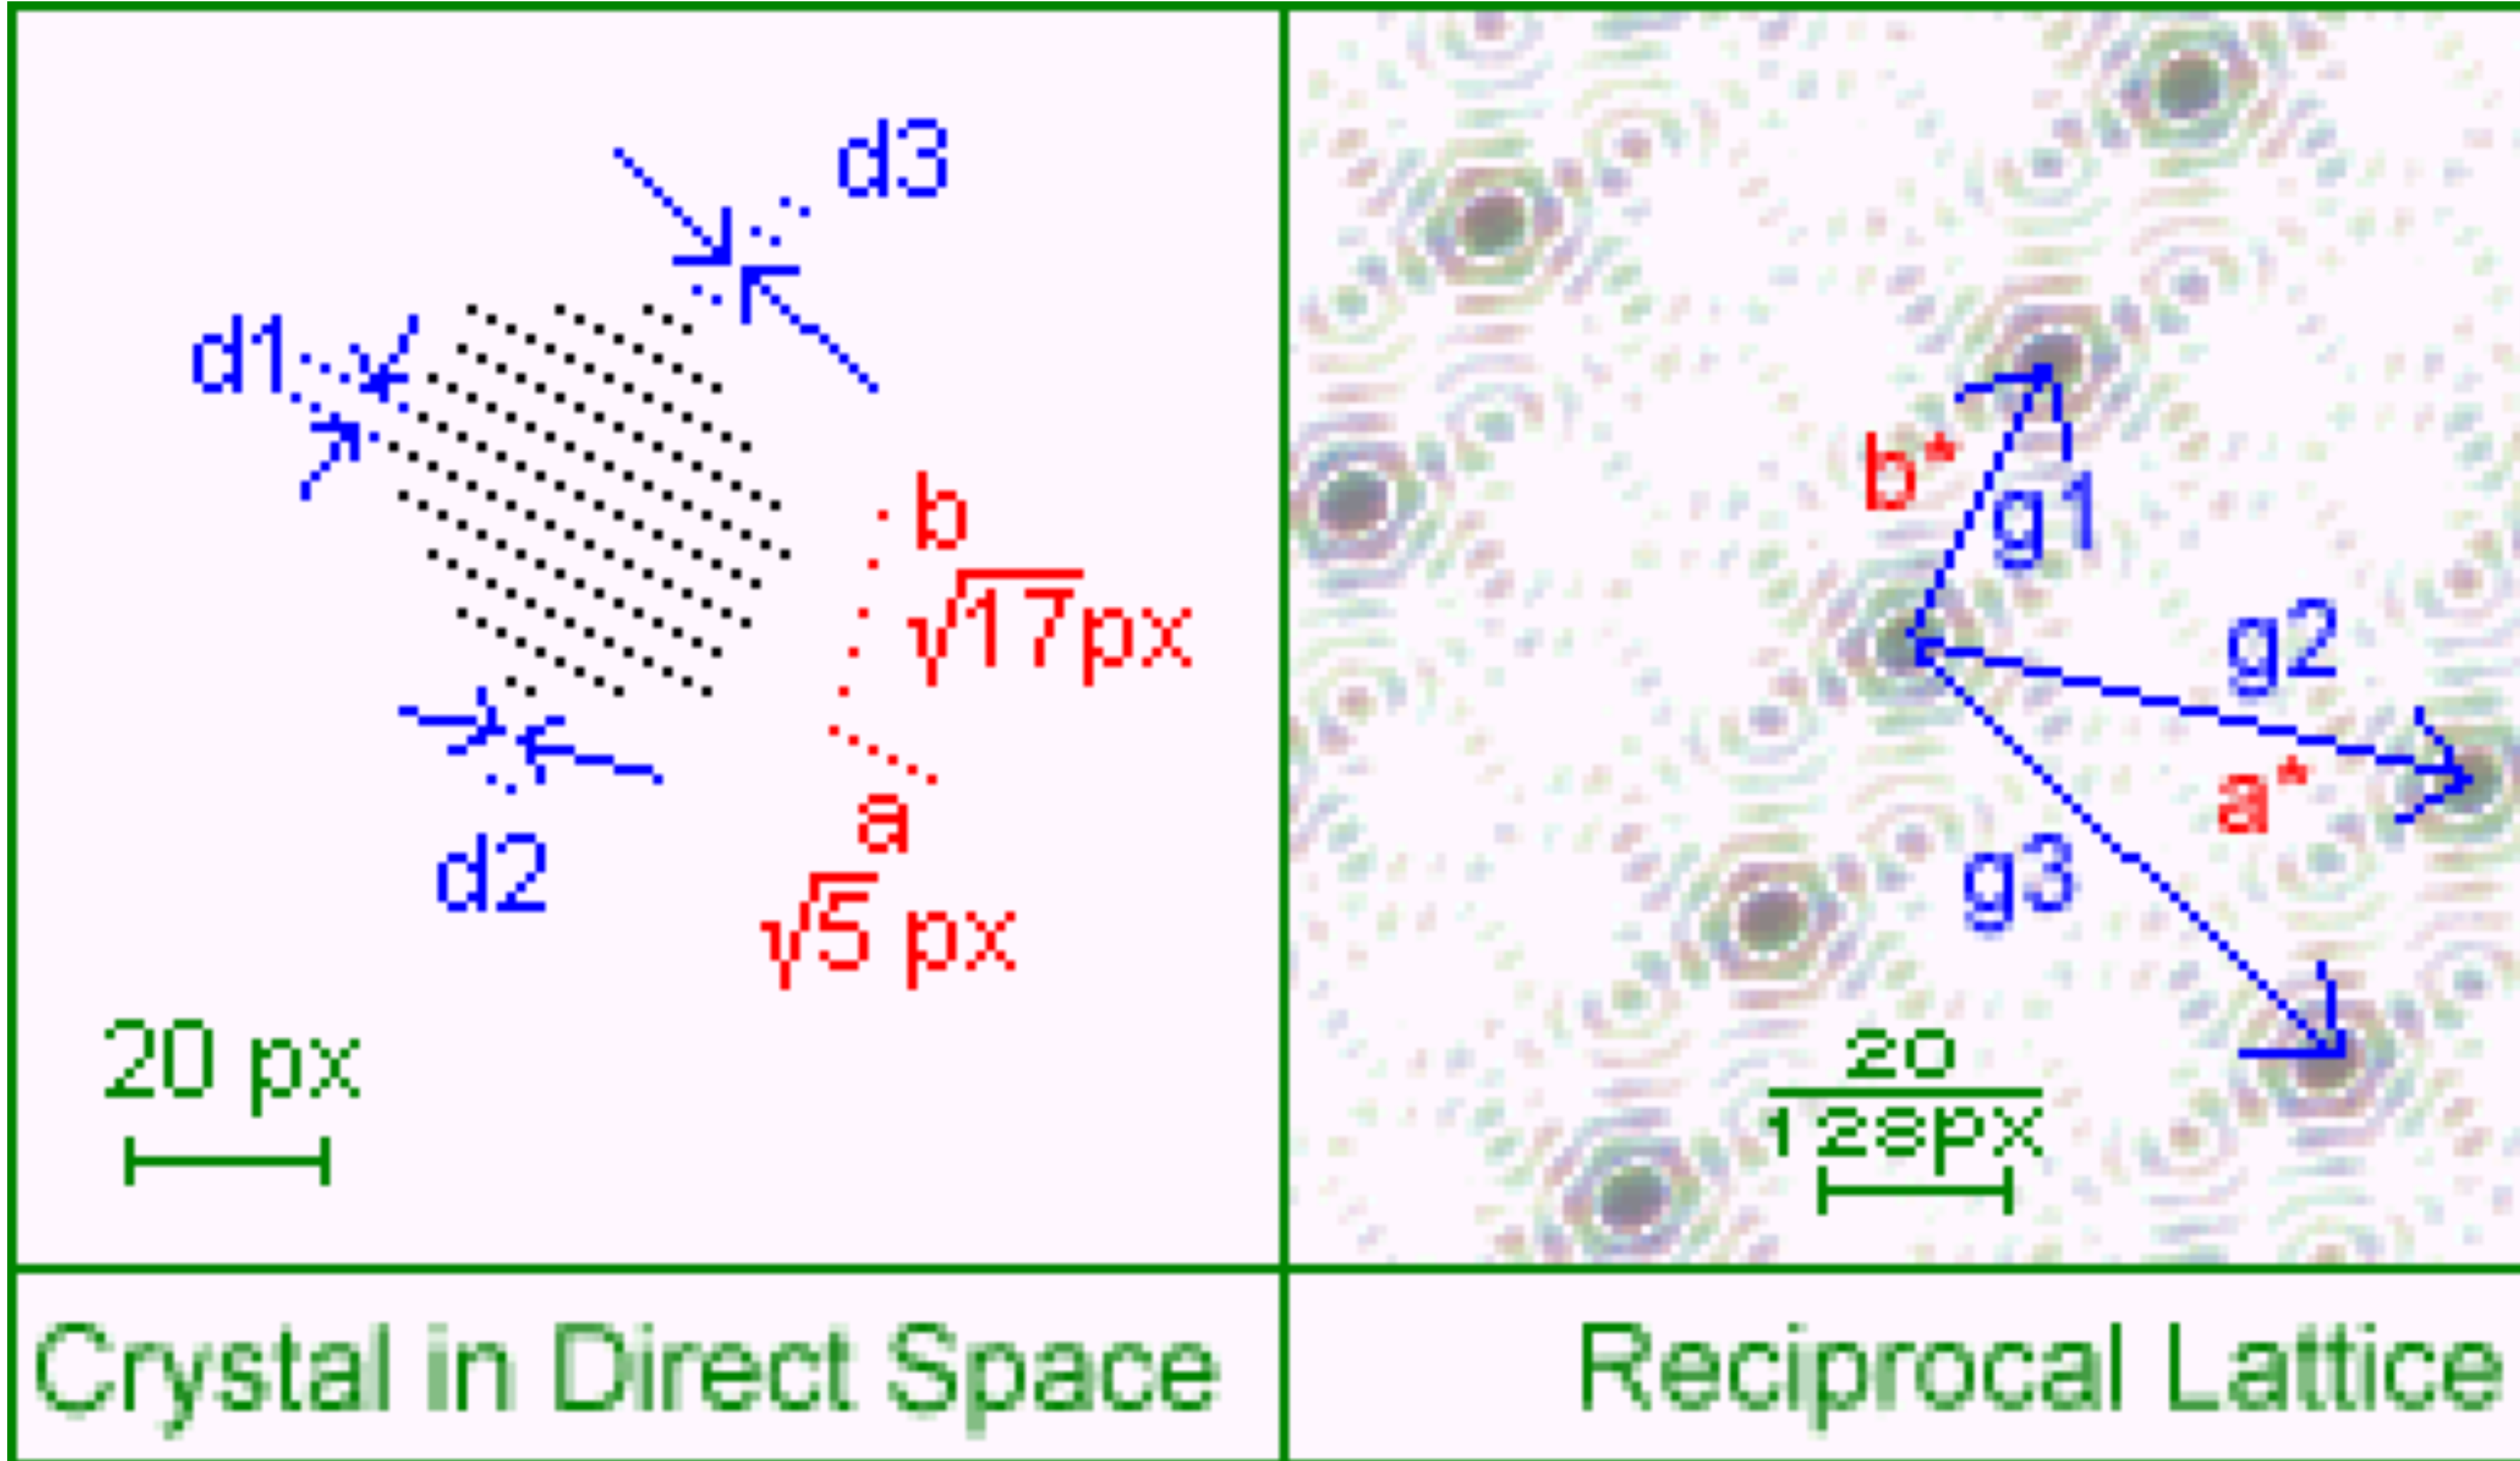 d3
d1
b
√17px
a
√5 px
d2
20 px
b*
g1
g2
a*
g3
20
128px
Crystal in Direct Space
Reciprocal Lattice